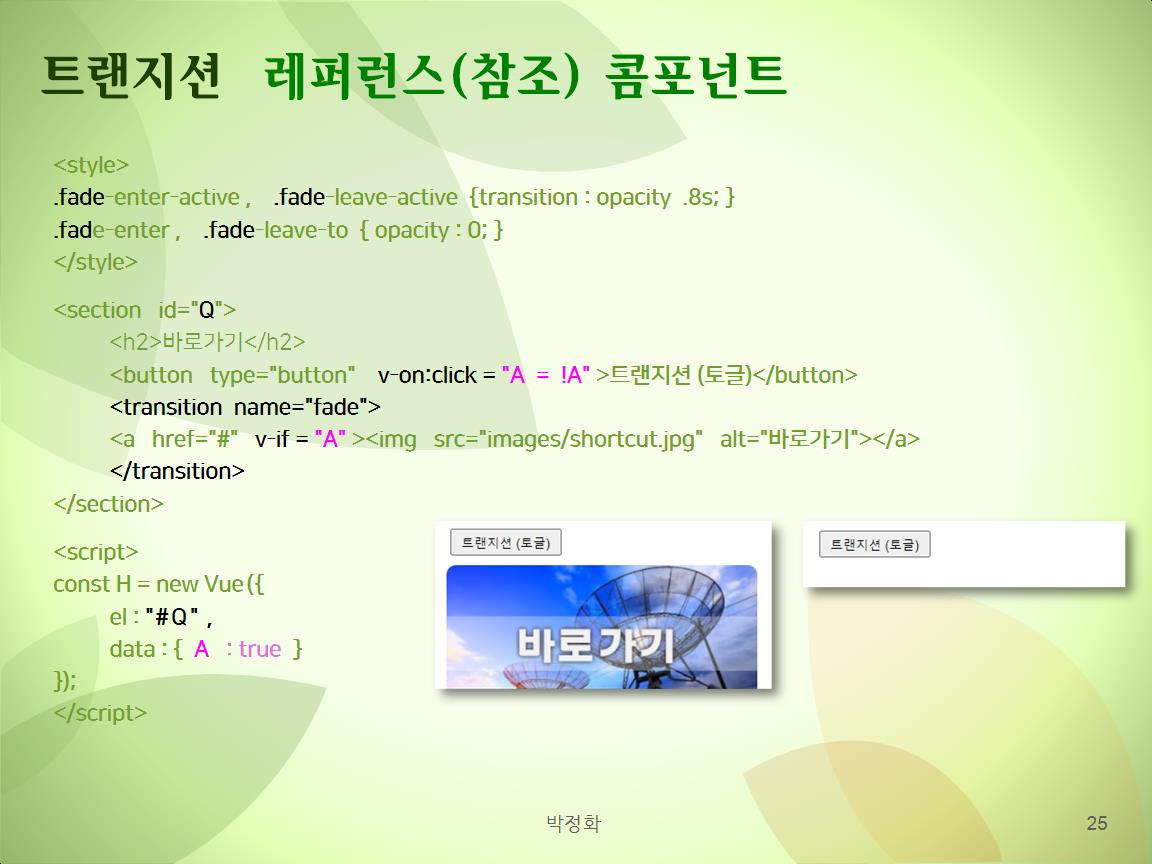 트랜지션 레퍼런스(참조) 콤포넌트
<style>
.fade-enter-active , .fade-leave-active {transition : opacity .8s; }
.fade-enter , .fade-leave-to { opacity : 0; }
</style>
<section id="Q">
<h2>바로가기</h2>
<button type="button" v-on:click = "A = !A" >트랜지션 (토글)</button>
<transition name="fade">
<a href="#" v-if = "A" ><img src="images/shortcut.jpg" alt="바로가기"></a>
</transition>
</section>
<script>
const H = new Vue({
el : "#Q" ,
data : { A : true }
});
</script>
트랜지션 (토글)
바로가기
트랜지션 (토글)
박정화
25